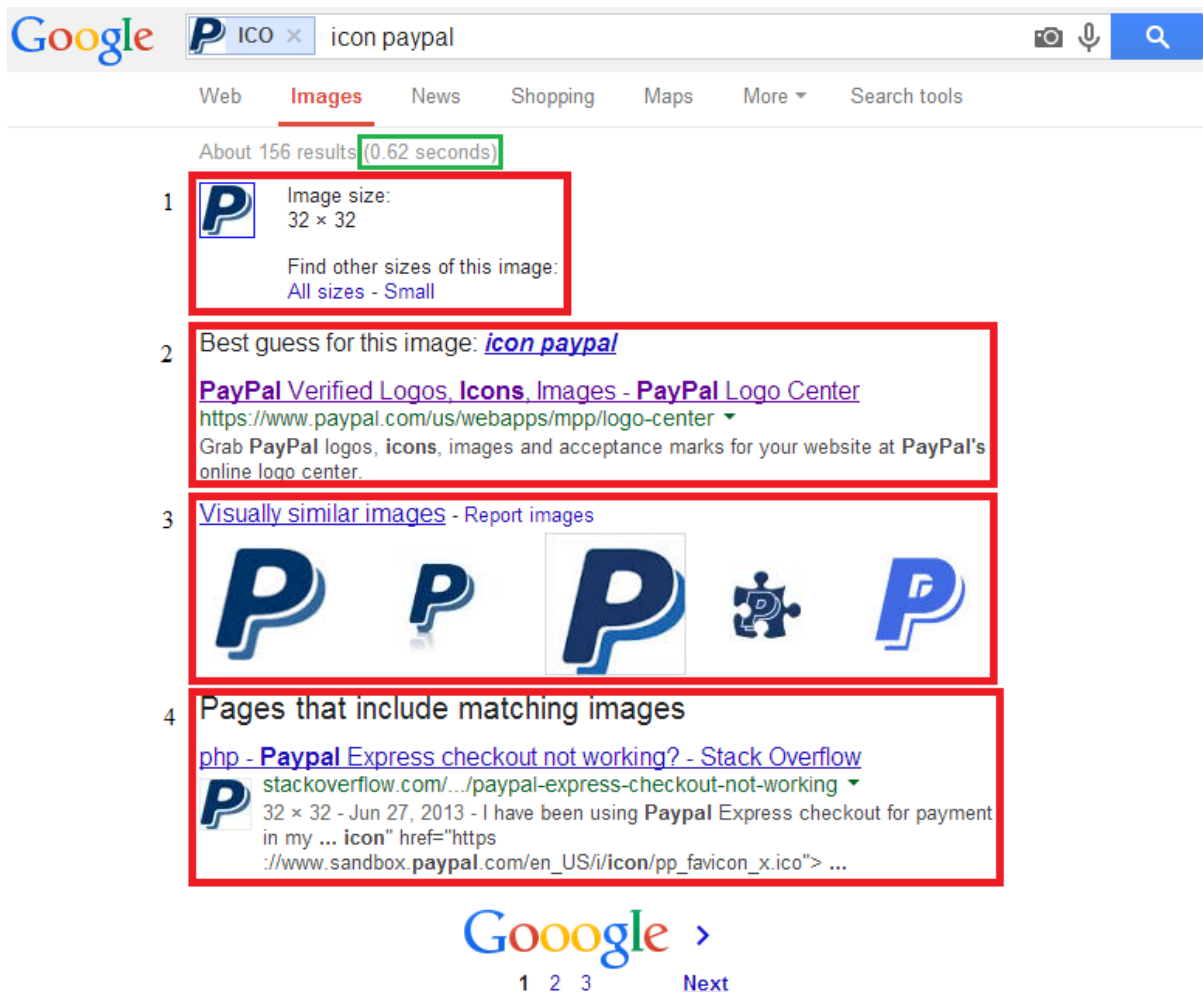 Google ICO × icon paypal
Web Images News Shopping Maps More Search tools
About 156 results (0.62 seconds)
1
Image size:
32 × 32
Find other sizes of this image:
All sizes - Small
2
Best guess for this image: icon paypal
PayPal Verified Logos, Icons, Images - PayPal Logo Center
https://www.paypal.com/us/webapps/mpp/logo-center
Grab PayPal logos, icons, images and acceptance marks for your website at PayPal's
online logo center.
3
Visually similar images - Report images
4
Pages that include matching images
php - Paypal Express checkout not working? - Stack Overflow
stackoverflow.com/.../paypal-express-checkout-not-working
32 × 32 - Jun 27, 2013 - I have been using Paypal Express checkout for payment
in my ... icon" href="https
://www.sandbox.paypal.com/en_US/i/icon/pp_favicon_x.ico"> ...
Gooogle >
1 2 3 Next